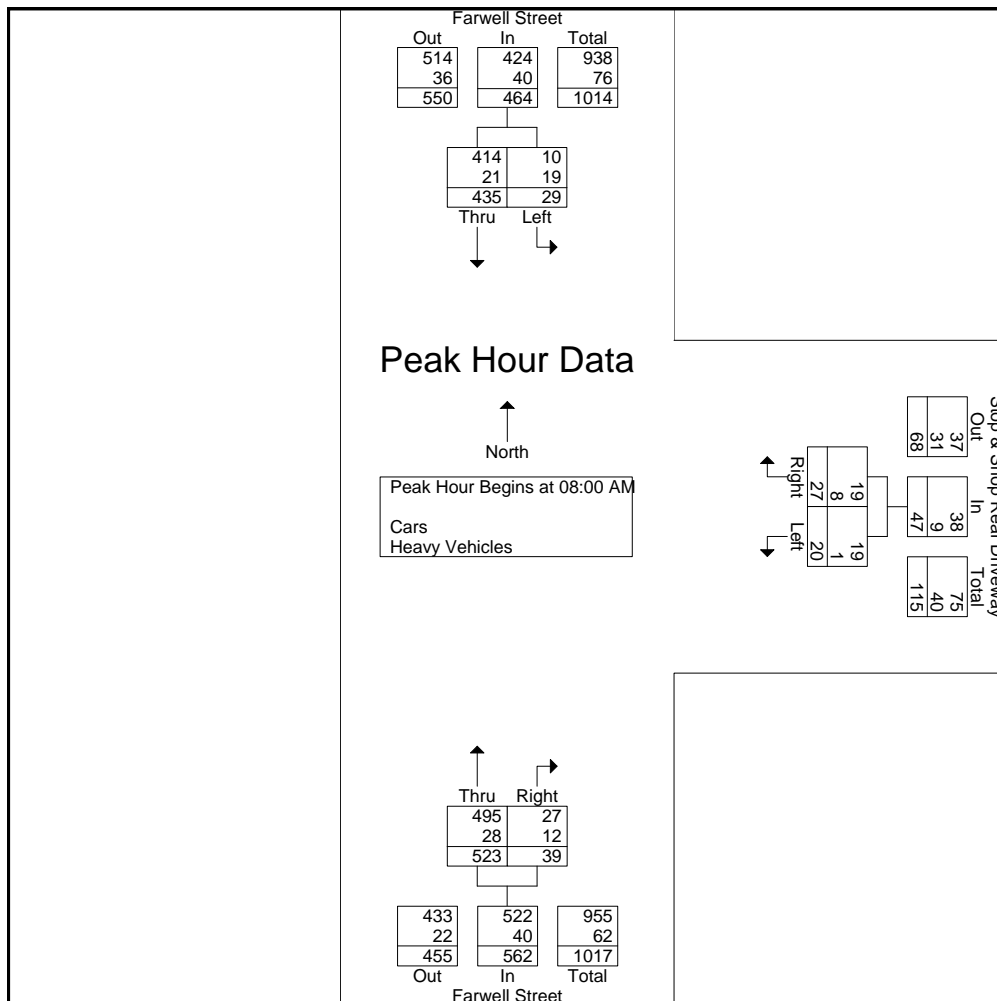 Farwell Street
Out In Total
514 424 938
36 40 76
550 464 1014
414 10
21 19
435 29
Thru Left
Peak Hour Data
North
Peak Hour Begins at 08:00 AM
Cars
Heavy Vehicles
Stop & Shop Rear Driveway
Out In Total
37 38 75
31 9 40
68 47 115
19 19
8 1
27 20
Right Left
Thru Right
495 27
28 12
523 39
433 522 955
22 40 62
455 562 1017
Out In Total
Farwell Street